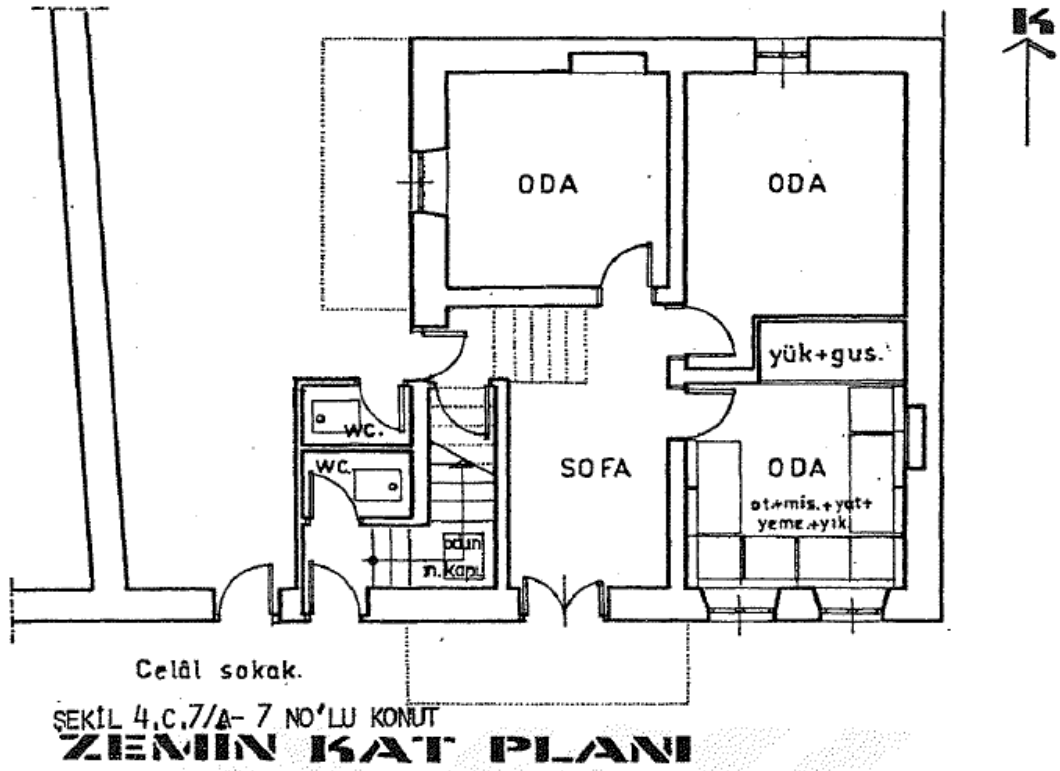 K
ODA
ODA
yük+gus.
WC.
WC.
SOFA
ODA
ot.+mis.+yat+
yeme.+yık.
odun
m. kapı
Celâl sokak.
ŞEKİL 4.C.7/A- 7 NO'LU KONUT
ZEMİN KAT PLANI